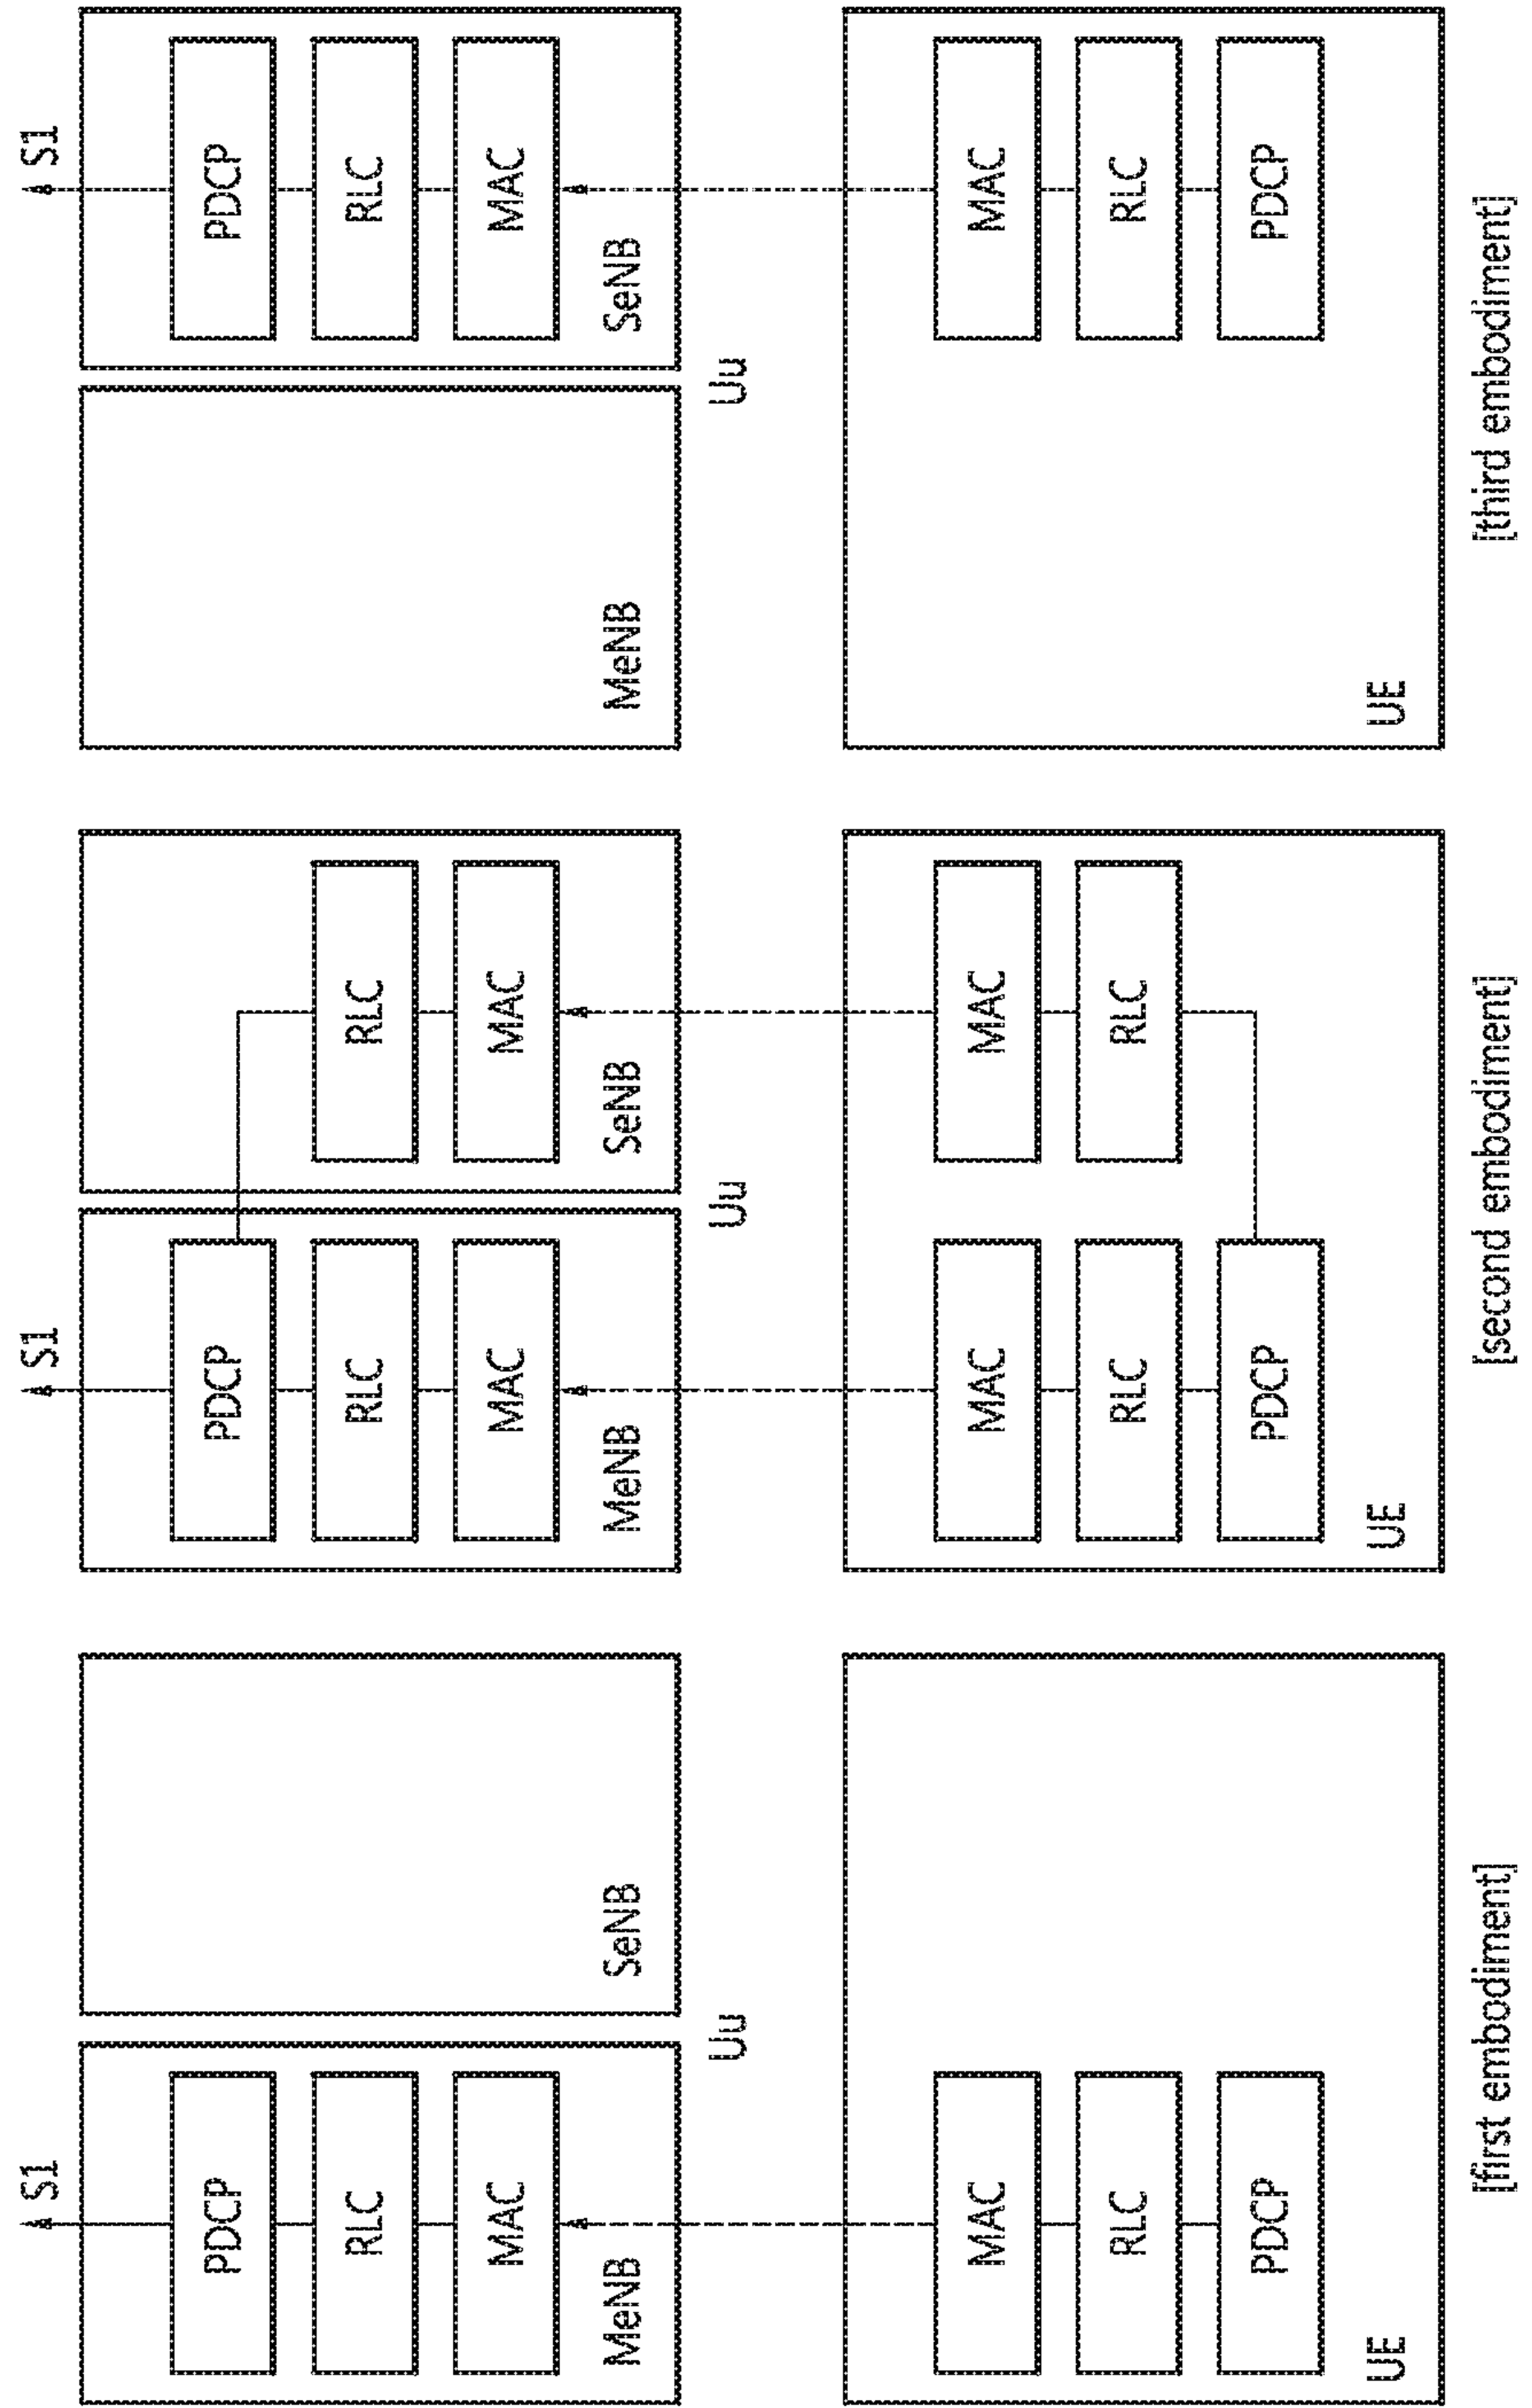 S1
PDCP
RLC
MAC
MeNB
SeNB
Uu
MAC
RLC
PDCP
UE
[first embodiment]
S1
PDCP
RLC
MAC
MeNB
RLC
MAC
SeNB
Uu
MAC
RLC
PDCP
MAC
RLC
UE
[second embodiment]
S1
MeNB
PDCP
RLC
MAC
SeNB
Uu
MAC
RLC
PDCP
UE
[third embodiment]